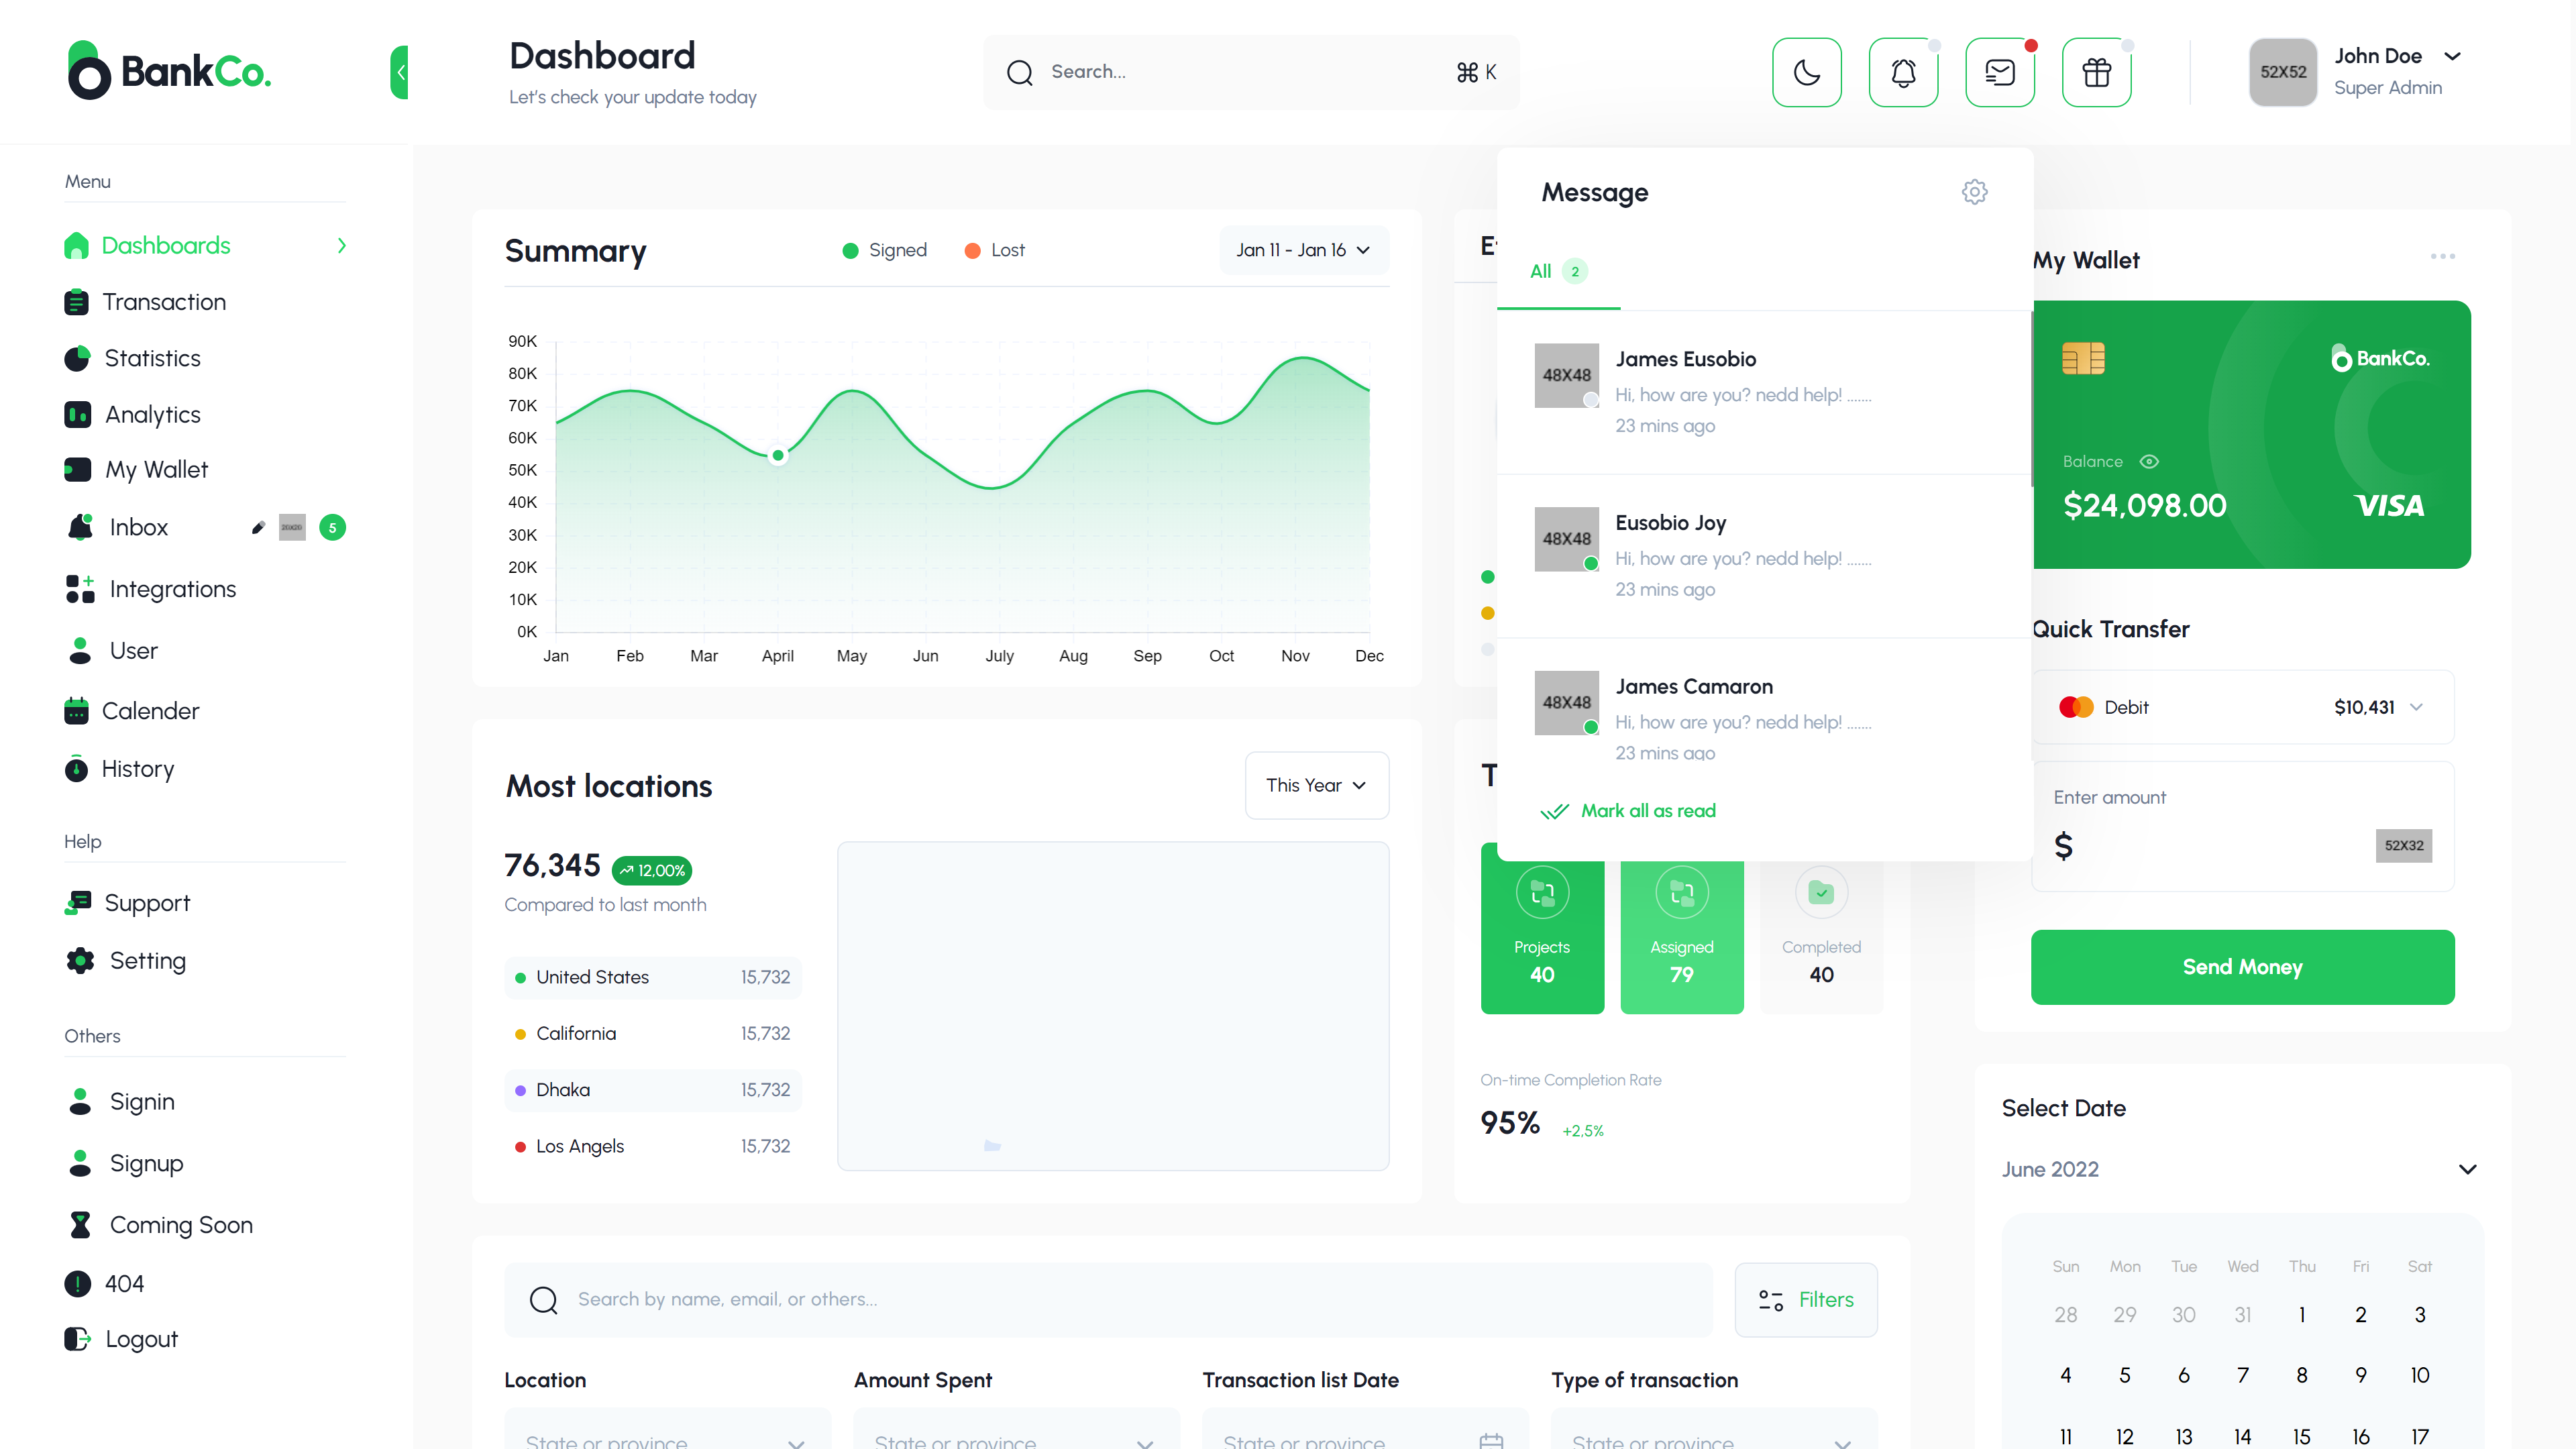 BankCo.
Dashboard
Let's check your update today
Search...
⌘ K
52X52
John Doe
Super Admin
Menu
Dashboards
Transaction
Statistics
Analytics
My Wallet
Inbox
20X20
5
Integrations
User
Calender
History
Help
Support
Setting
Others
Signin
Signup
Coming Soon
404
Logout
Summary
Signed
Lost
Jan 11 - Jan 16
90K
80K
70K
60K
50K
40K
30K
20K
10K
0K
Jan Feb Mar April May Jun July Aug Sep Oct Nov Dec
Message
All 2
48X48
James Eusobio
Hi, how are you? nedd help! .......
23 mins ago
48X48
Eusobio Joy
Hi, how are you? nedd help! .......
23 mins ago
48X48
James Camaron
Hi, how are you? nedd help! .......
23 mins ago
Mark all as read
My Wallet
BankCo.
Balance
$24,098.00
VISA
Quick Transfer
Debit
$10,431
Enter amount
$
52X32
Send Money
Most locations
This Year
76,345
12,00%
Compared to last month
United States 15,732
California 15,732
Dhaka 15,732
Los Angels 15,732
Projects
40
Assigned
79
Completed
40
On-time Completion Rate
95%
+2,5%
Select Date
June 2022
Sun Mon Tue Wed Thu Fri Sat
28 29 30 31 1 2 3
4 5 6 7 8 9 10
11 12 13 14 15 16 17
Search by name, email, or others...
Filters
Location
State or province
Amount Spent
State or province
Transaction list Date
State or province
Type of transaction
State or province